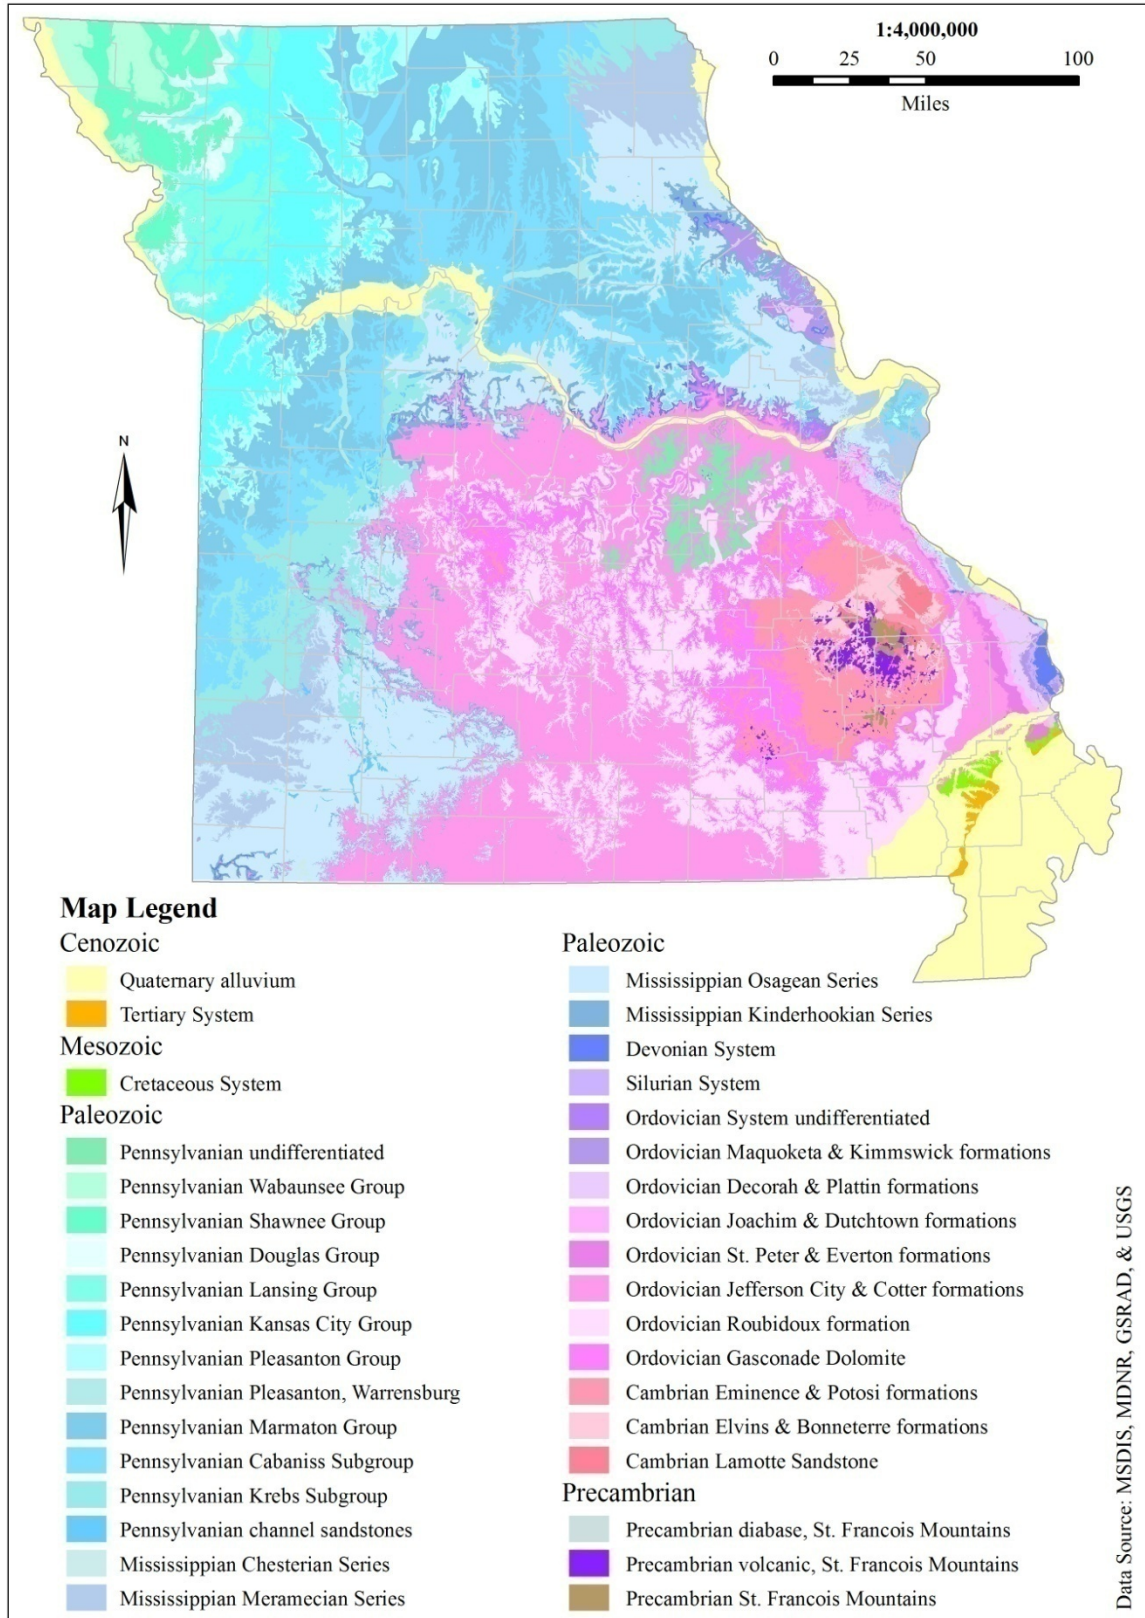 1:4,000,000
0 25 50 100
Miles
N
Map Legend
Cenozoic
Quaternary alluvium
Tertiary System
Mesozoic
Cretaceous System
Paleozoic
Pennsylvanian undifferentiated
Pennsylvanian Wabaunsee Group
Pennsylvanian Shawnee Group
Pennsylvanian Douglas Group
Pennsylvanian Lansing Group
Pennsylvanian Kansas City Group
Pennsylvanian Pleasanton Group
Pennsylvanian Pleasanton, Warrensburg
Pennsylvanian Marmaton Group
Pennsylvanian Cabaniss Subgroup
Pennsylvanian Krebs Subgroup
Pennsylvanian channel sandstones
Mississippian Chesterian Series
Mississippian Meramecian Series
Paleozoic
Mississippian Osagean Series
Mississippian Kinderhookian Series
Devonian System
Silurian System
Ordovician System undifferentiated
Ordovician Maquoketa & Kimmswick formations
Ordovician Decorah & Plattin formations
Ordovician Joachim & Dutchtown formations
Ordovician St. Peter & Everton formations
Ordovician Jefferson City & Cotter formations
Ordovician Roubidoux formation
Ordovician Gasconade Dolomite
Cambrian Eminence & Potosi formations
Cambrian Elvins & Bonneterre formations
Cambrian Lamotte Sandstone
Precambrian
Precambrian diabase, St. Francois Mountains
Precambrian volcanic, St. Francois Mountains
Precambrian St. Francois Mountains
Data Source: MSDIS, MDNR, GSRAD, & USGS